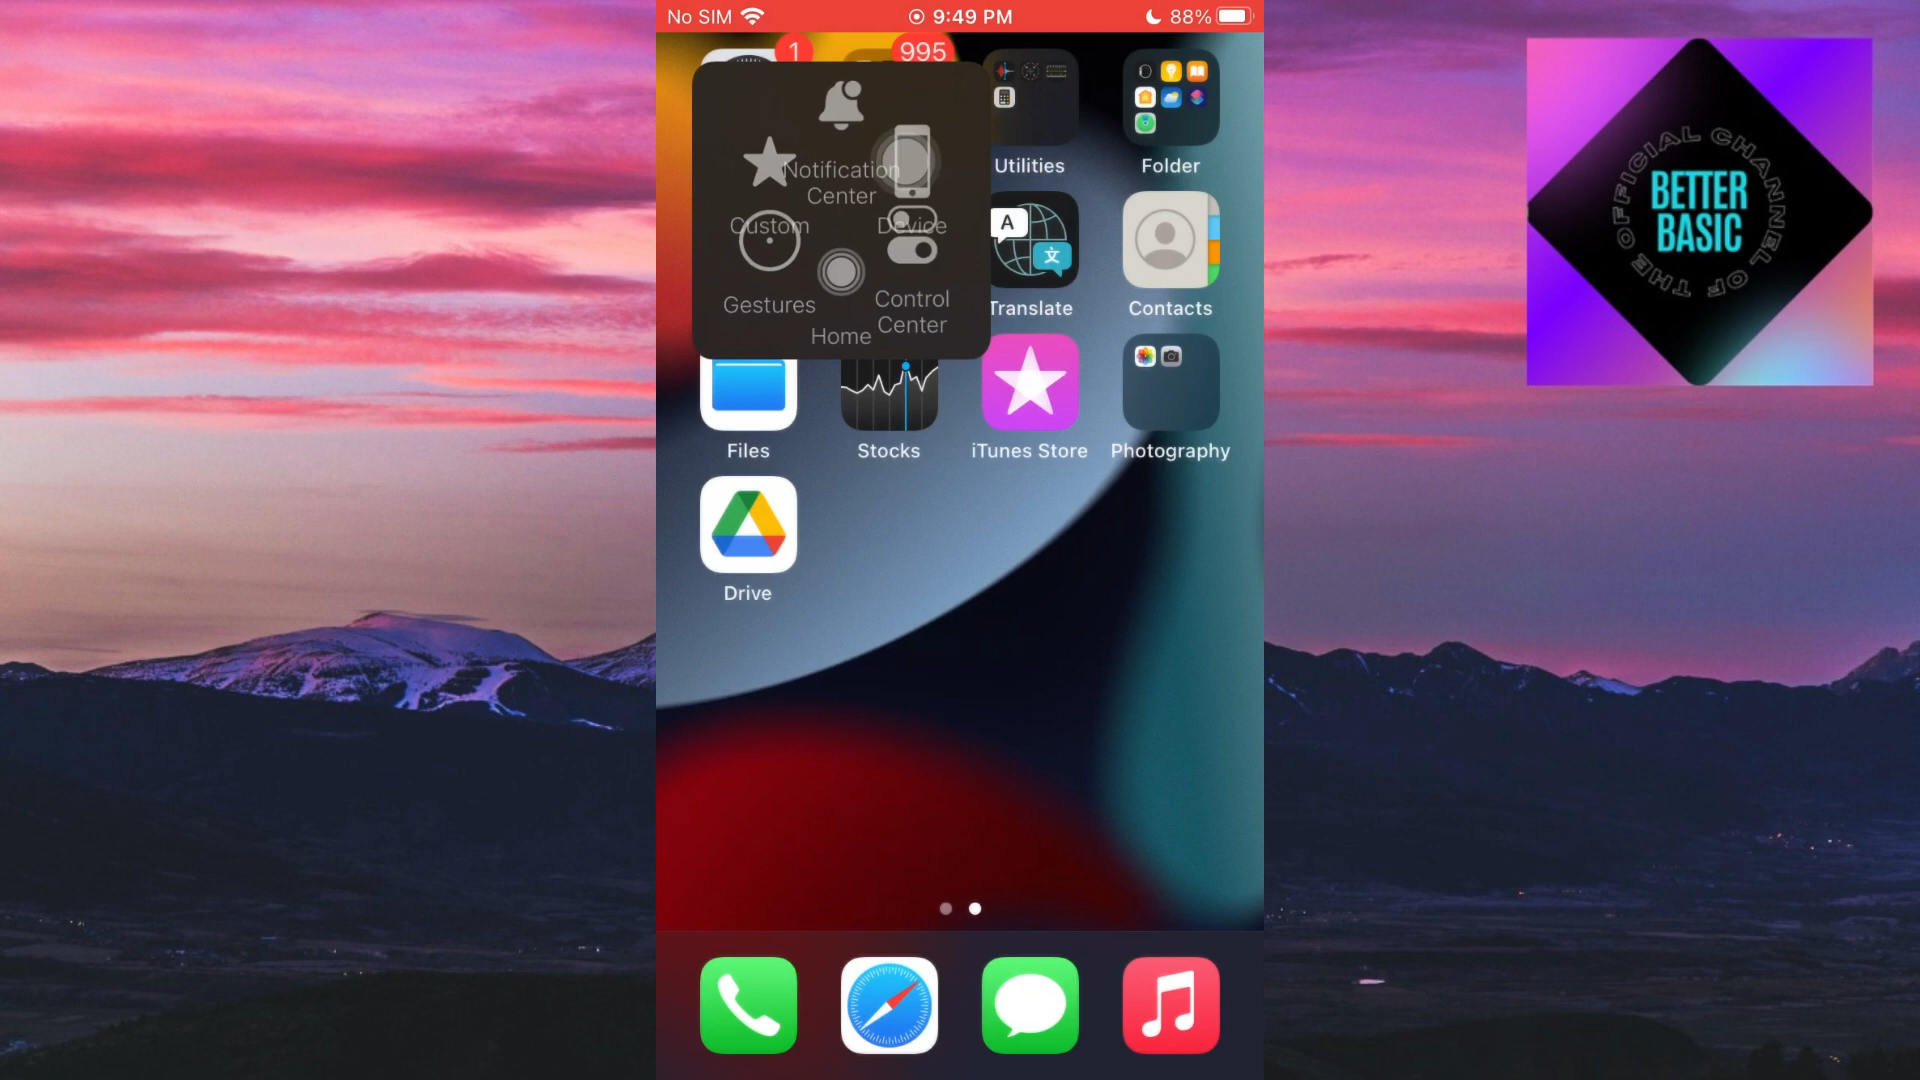 No SIM
9:49 PM
88%
1
995
Notification
Center
Custom
Device
Gestures
Control
Center
Home
Utilities
Folder
A
文
Translate
Contacts
Files
Stocks
iTunes Store
Photography
Drive
OFFICIAL CHANNEL OF THE
BETTER
BASIC